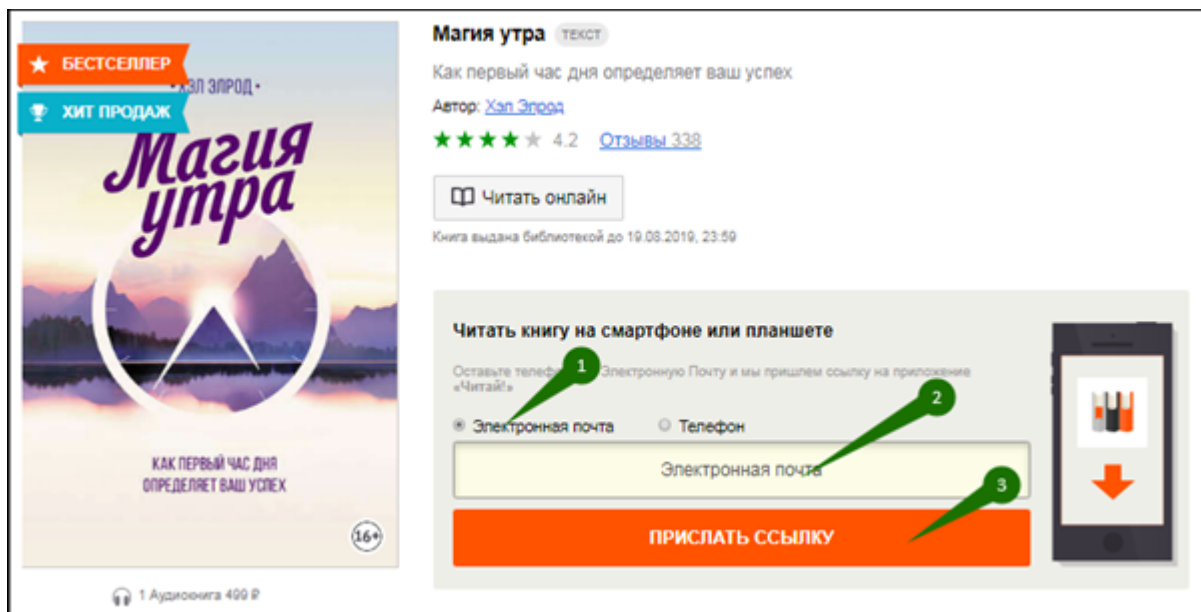 БЕСТСЕЛЛЕР
ХИТ ПРОДАЖ
• ХЭЛ ЭЛРОД •
Магия
утра
КАК ПЕРВЫЙ ЧАС ДНЯ
ОПРЕДЕЛЯЕТ ВАШ УСПЕХ
16+
1 Аудиокнига 499 ₽
Магия утра ТЕКСТ
Как первый час дня определяет ваш успех
Автор: Хэл Элрод
4.2 Отзывы 338
Читать онлайн
Книга выдана библиотекой до 19.08.2019, 23:59
Читать книгу на смартфоне или планшете
Оставьте 1 Электронную Почту и мы пришлем ссылку на приложение
«Читай!»
2
Электронная почта Телефон
Электронная почта
3
ПРИСЛАТЬ ССЫЛКУ